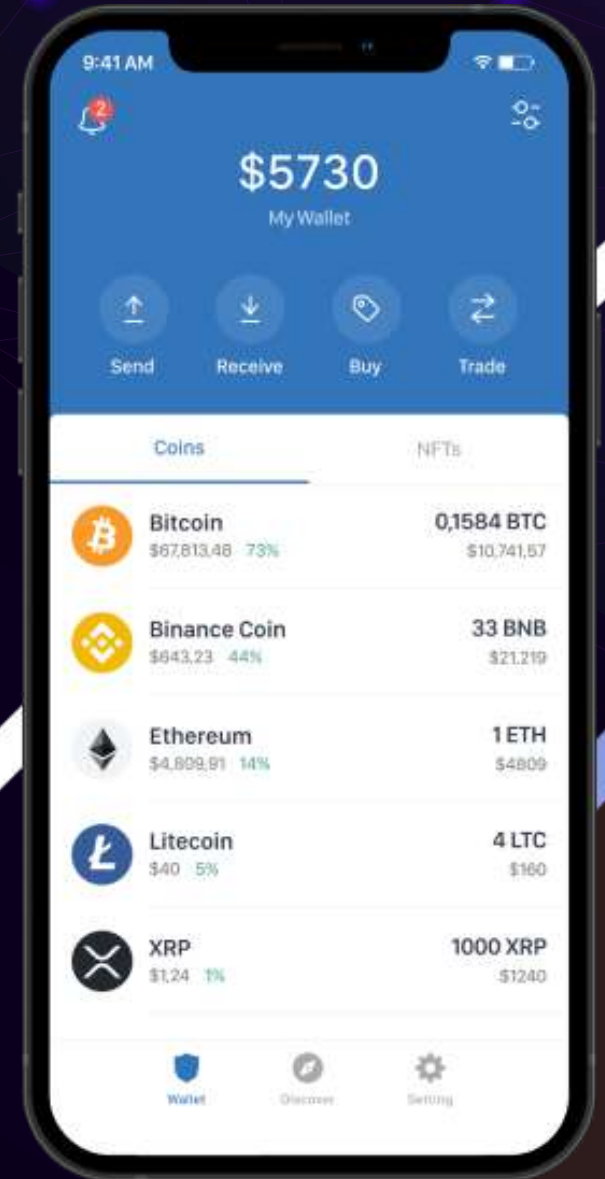 9:41 AM
2
$5730
My Wallet
Send Receive Buy Trade
Coins NFTs
Bitcoin 0,1584 BTC
$67,813,48 73% $10,741,57
Binance Coin 33 BNB
$643,23 44% $21,219
Ethereum 1 ETH
$4,809,91 14% $4809
Litecoin 4 LTC
$40 5% $160
XRP 1000 XRP
$1,24 1% $1240
Wallet Discover Setting